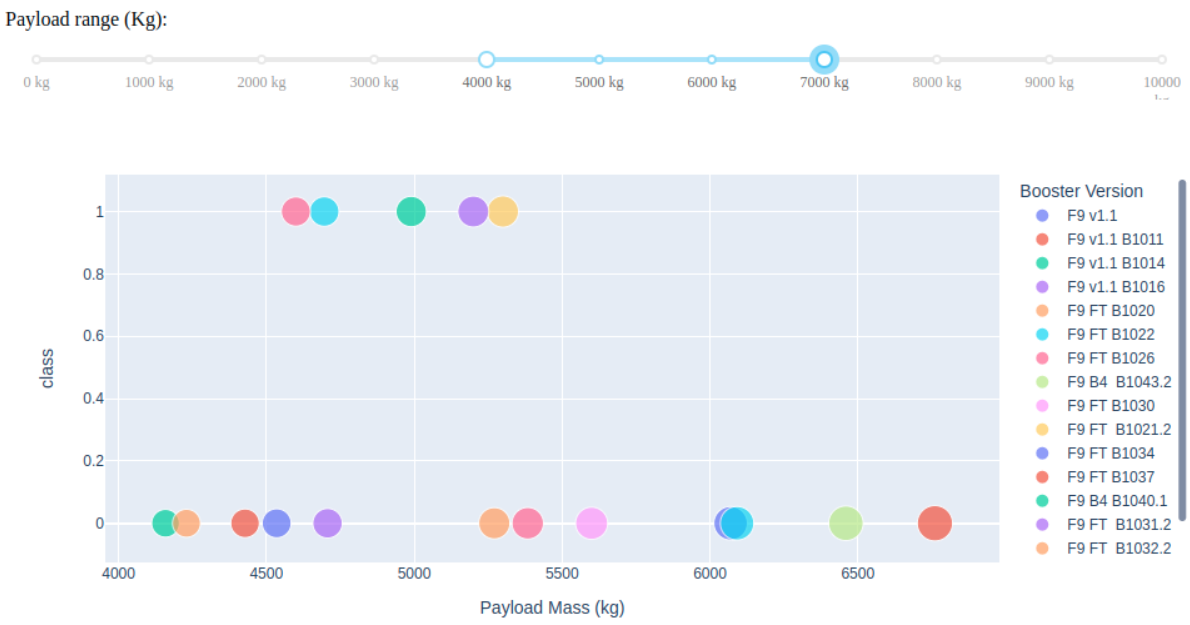 Payload range (Kg):
0 kg 1000 kg 2000 kg 3000 kg 4000 kg 5000 kg 6000 kg 7000 kg 8000 kg 9000 kg 10000
Booster Version
F9 v1.1
F9 v1.1 B1011
F9 v1.1 B1014
F9 v1.1 B1016
F9 FT B1020
F9 FT B1022
F9 FT B1026
F9 B4  B1043.2
F9 FT B1030
F9 FT  B1021.2
F9 FT B1034
F9 FT B1037
F9 B4 B1040.1
F9 FT  B1031.2
F9 FT  B1032.2
class
1
0.8
0.6
0.4
0.2
0
4000 4500 5000 5500 6000 6500
Payload Mass (kg)